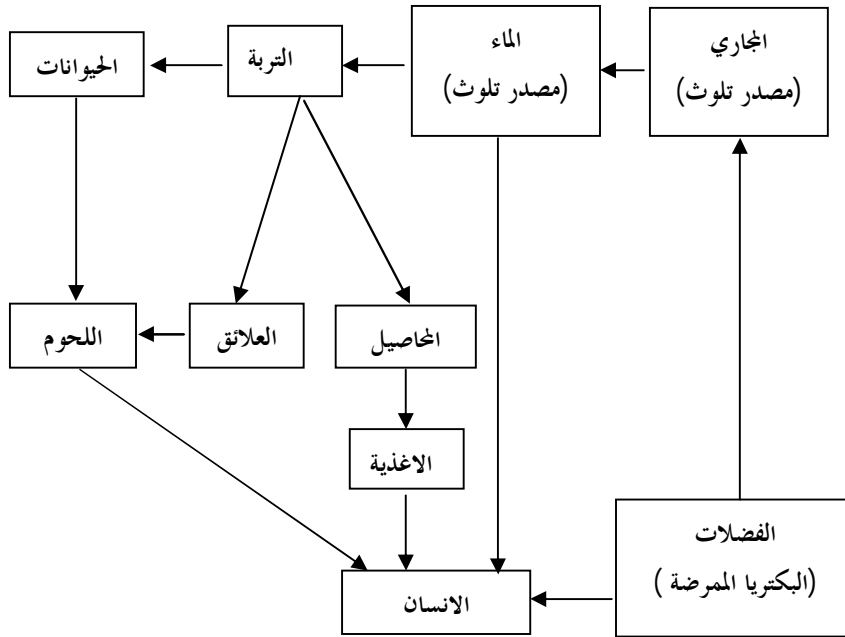 المجاري
(مصدر تلوث)
الماء
(مصدر تلوث)
التربة
الحيوانات
المحاصيل
العلائق
اللحوم
الاغذية
الفضلات
(البكتريا الممرضة )
الانسان